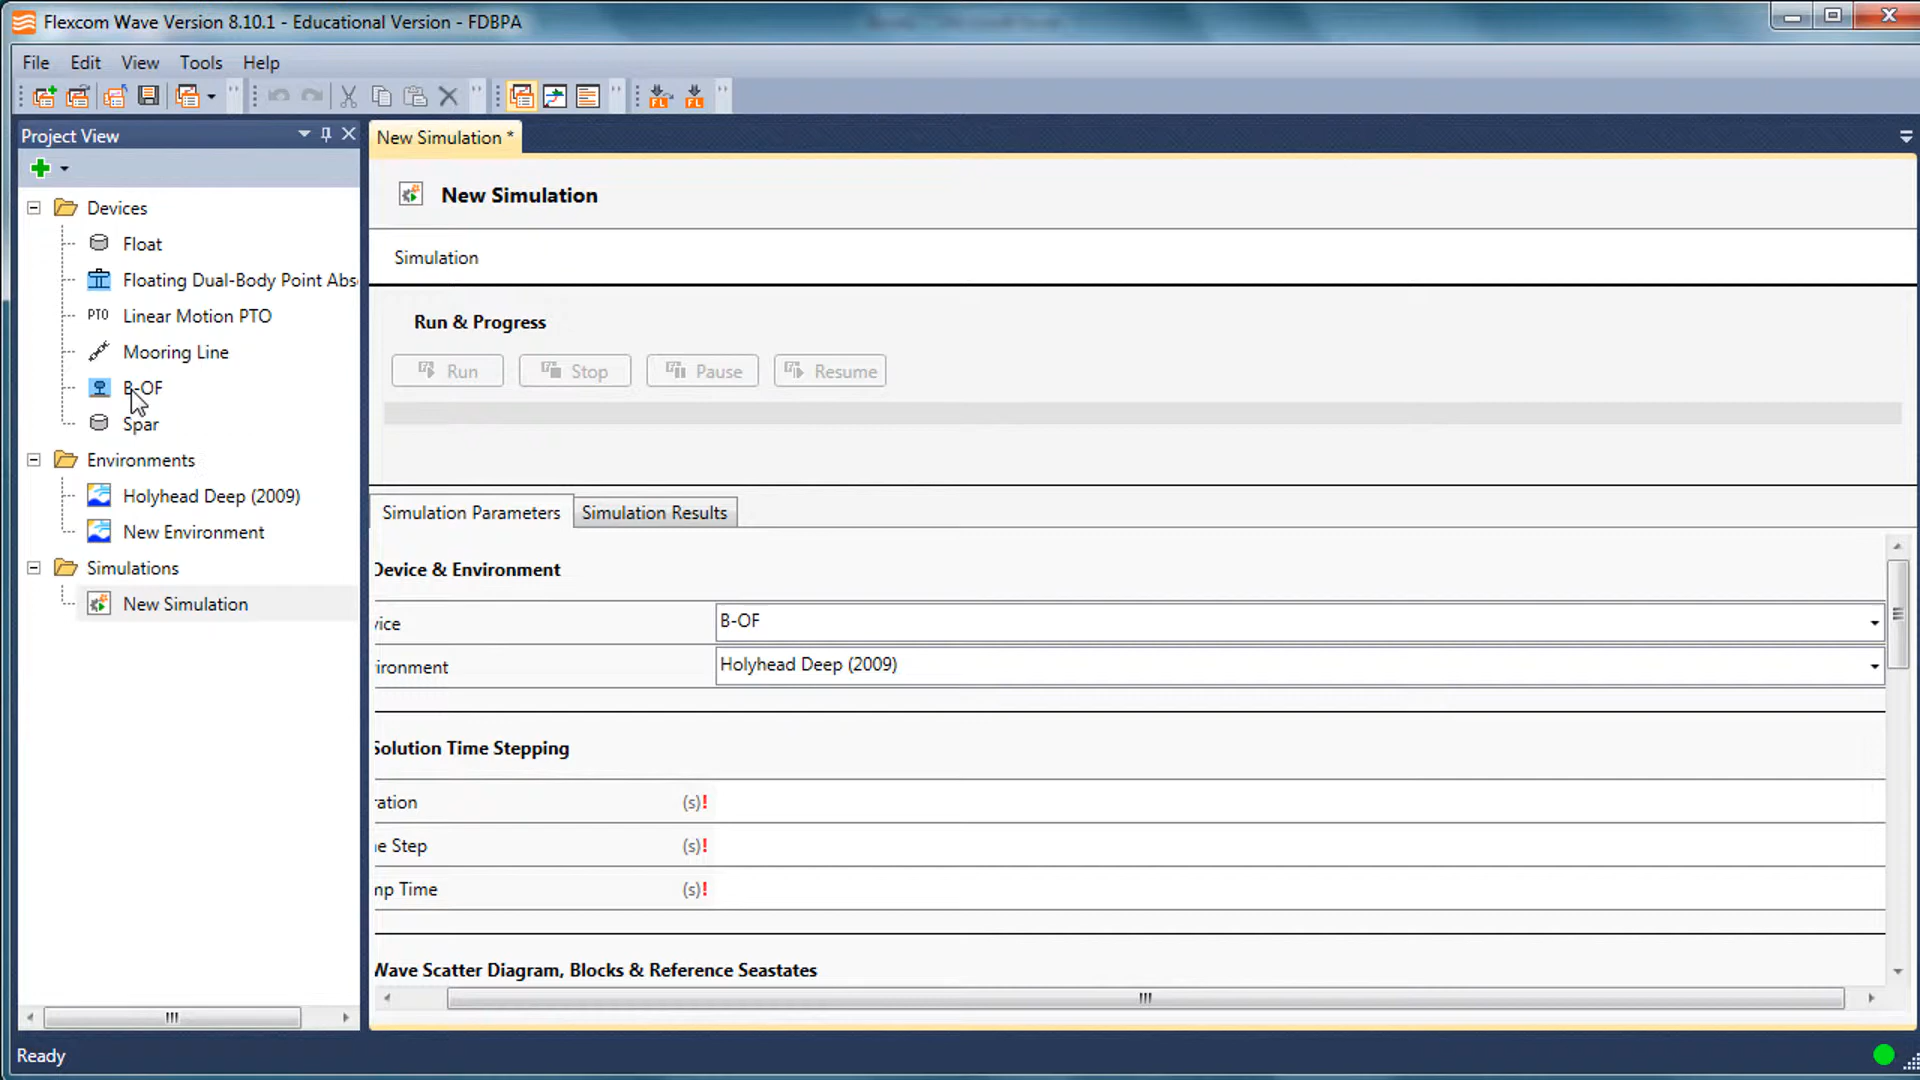 Flexcom Wave Version 8.10.1 - Educational Version - FDBPA
File Edit View Tools Help
Project View
New Simulation *
Devices
Float
Floating Dual-Body Point Abs
PTO Linear Motion PTO
Mooring Line
B-OF
Spar
Environments
Holyhead Deep (2009)
New Environment
Simulations
New Simulation
New Simulation
Simulation
Run & Progress
Run Stop Pause Resume
Simulation Parameters Simulation Results
Device & Environment
vice B-OF
ironment Holyhead Deep (2009)
Solution Time Stepping
ration (s)!
e Step (s)!
mp Time (s)!
Wave Scatter Diagram, Blocks & Reference Seastates
Ready